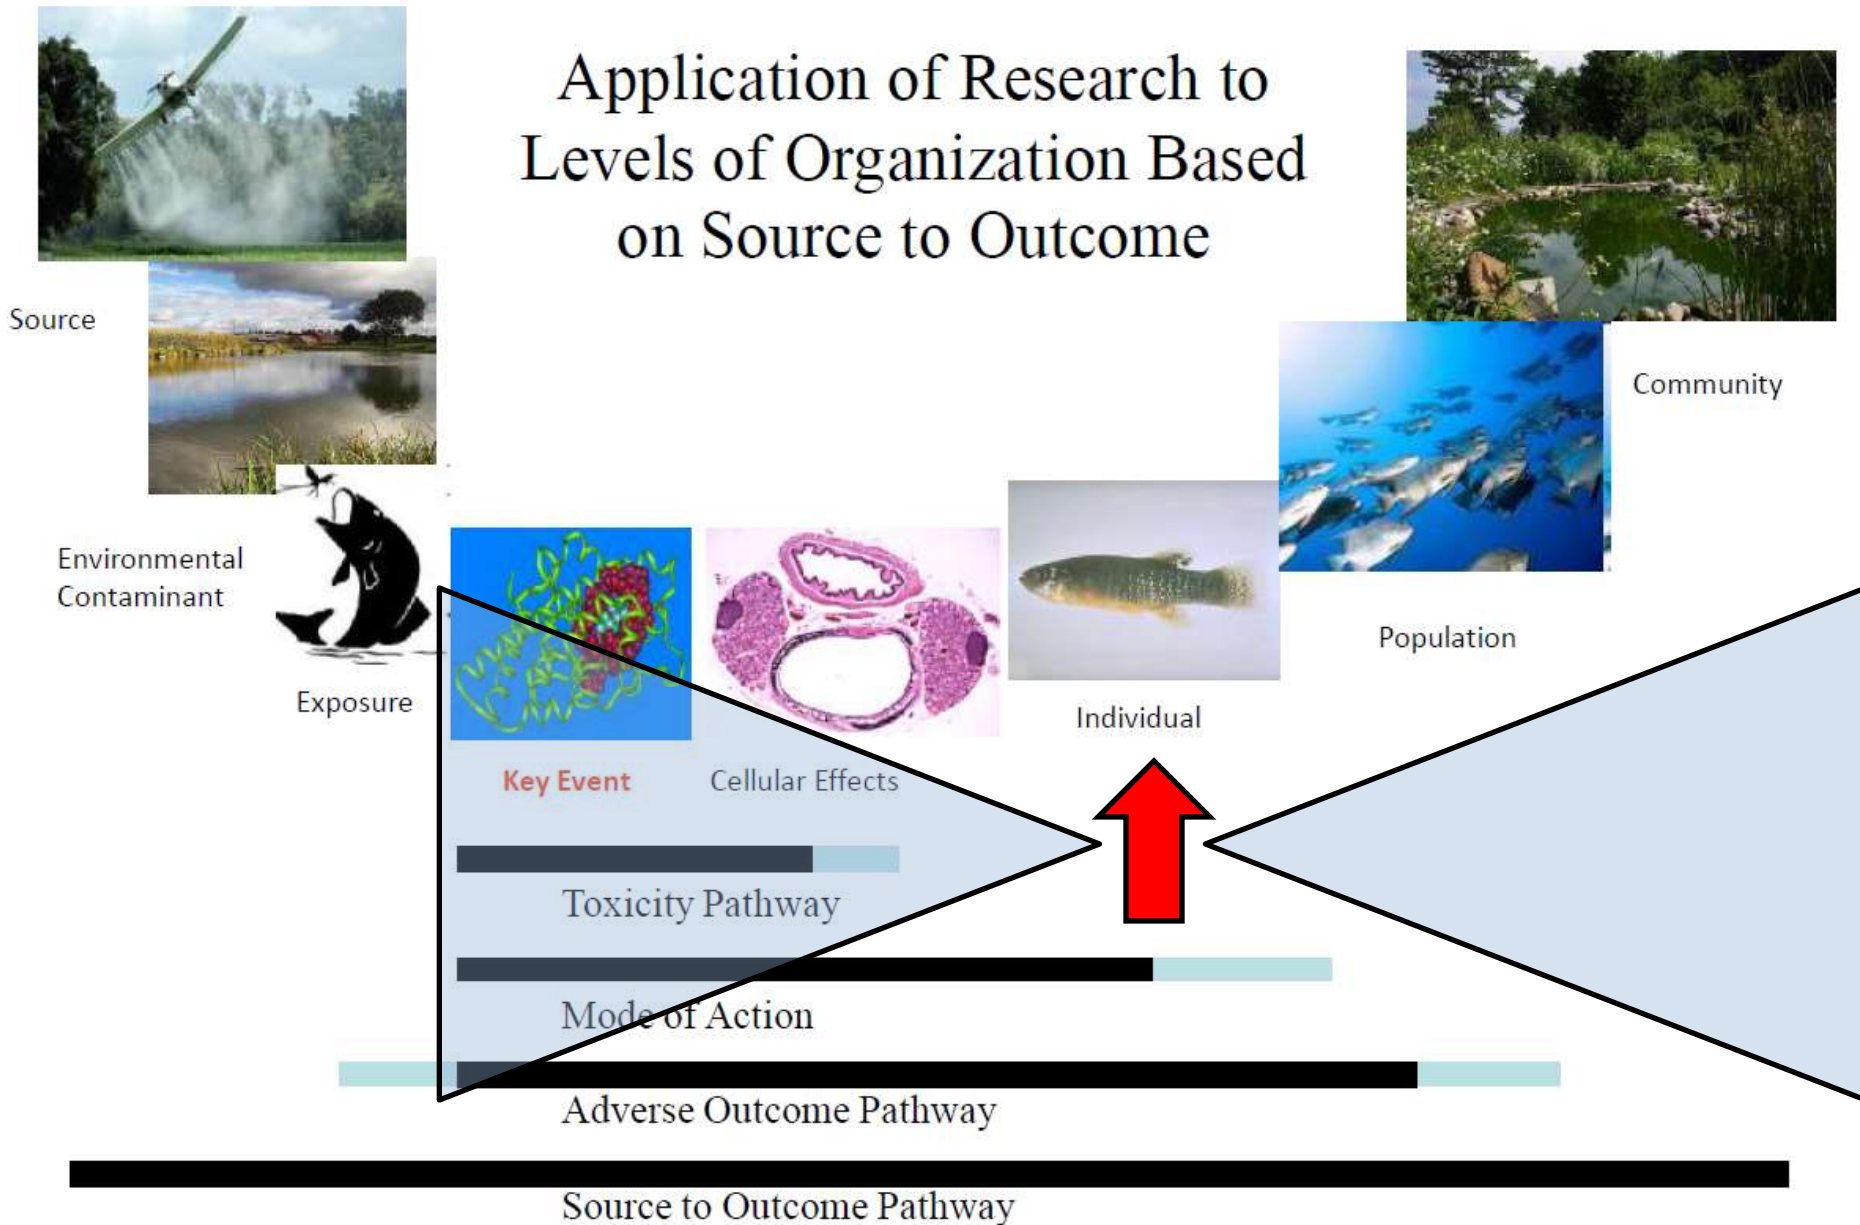 Application of Research to
Levels of Organization Based
on Source to Outcome
Source
Community
Environmental
Contaminant
Population
Exposure
Individual
Key Event
Cellular Effects
Toxicity Pathway
Mode of Action
Adverse Outcome Pathway
Source to Outcome Pathway